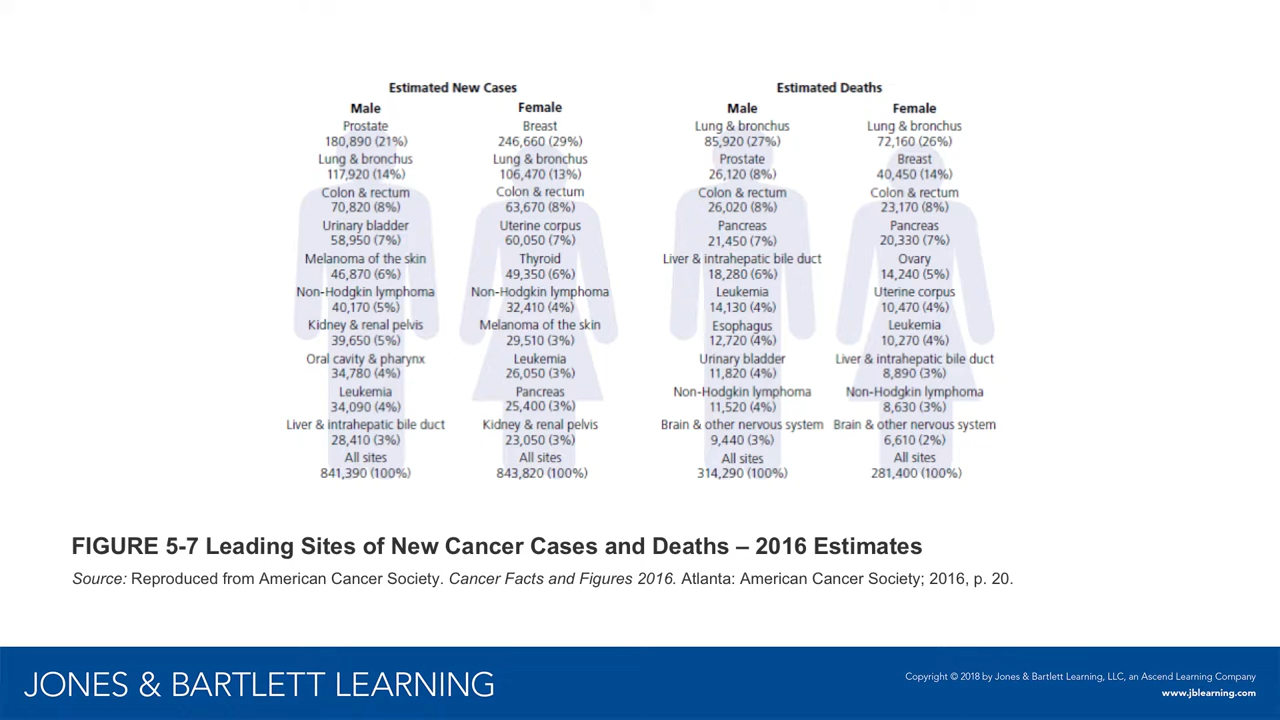 Estimated New Cases
Male
Prostate
180,890 (21%)
Lung & bronchus
117,920 (14%)
Colon & rectum
70,820 (8%)
Urinary bladder
58,950 (7%)
Melanoma of the skin
46,870 (6%)
Non-Hodgkin lymphoma
40,170 (5%)
Kidney & renal pelvis
39,650 (5%)
Oral cavity & pharynx
34,780 (4%)
Leukemia
34,090 (4%)
Liver & intrahepatic bile duct
28,410 (3%)
All sites
841,390 (100%)
Female
Breast
246,660 (29%)
Lung & bronchus
106,470 (13%)
Colon & rectum
63,670 (8%)
Uterine corpus
60,050 (7%)
Thyroid
49,350 (6%)
Non-Hodgkin lymphoma
32,410 (4%)
Melanoma of the skin
29,510 (3%)
Leukemia
26,050 (3%)
Pancreas
25,400 (3%)
Kidney & renal pelvis
23,050 (3%)
All sites
843,820 (100%)
Estimated Deaths
Male
Lung & bronchus
85,920 (27%)
Prostate
26,120 (8%)
Colon & rectum
26,020 (8%)
Pancreas
21,450 (7%)
Liver & intrahepatic bile duct
18,280 (6%)
Leukemia
14,130 (4%)
Esophagus
12,720 (4%)
Urinary bladder
11,820 (4%)
Non-Hodgkin lymphoma
11,520 (4%)
Brain & other nervous system
9,440 (3%)
All sites
314,290 (100%)
Female
Lung & bronchus
72,160 (26%)
Breast
40,450 (14%)
Colon & rectum
23,170 (8%)
Pancreas
20,330 (7%)
Ovary
14,240 (5%)
Uterine corpus
10,470 (4%)
Leukemia
10,270 (4%)
Liver & intrahepatic bile duct
8,890 (3%)
Non-Hodgkin lymphoma
8,630 (3%)
Brain & other nervous system
6,610 (2%)
All sites
281,400 (100%)
FIGURE 5-7 Leading Sites of New Cancer Cases and Deaths – 2016 Estimates
Source: Reproduced from American Cancer Society. Cancer Facts and Figures 2016. Atlanta: American Cancer Society; 2016, p. 20.
JONES & BARTLETT LEARNING
Copyright © 2018 by Jones & Bartlett Learning, LLC, an Ascend Learning Company
www.jblearning.com